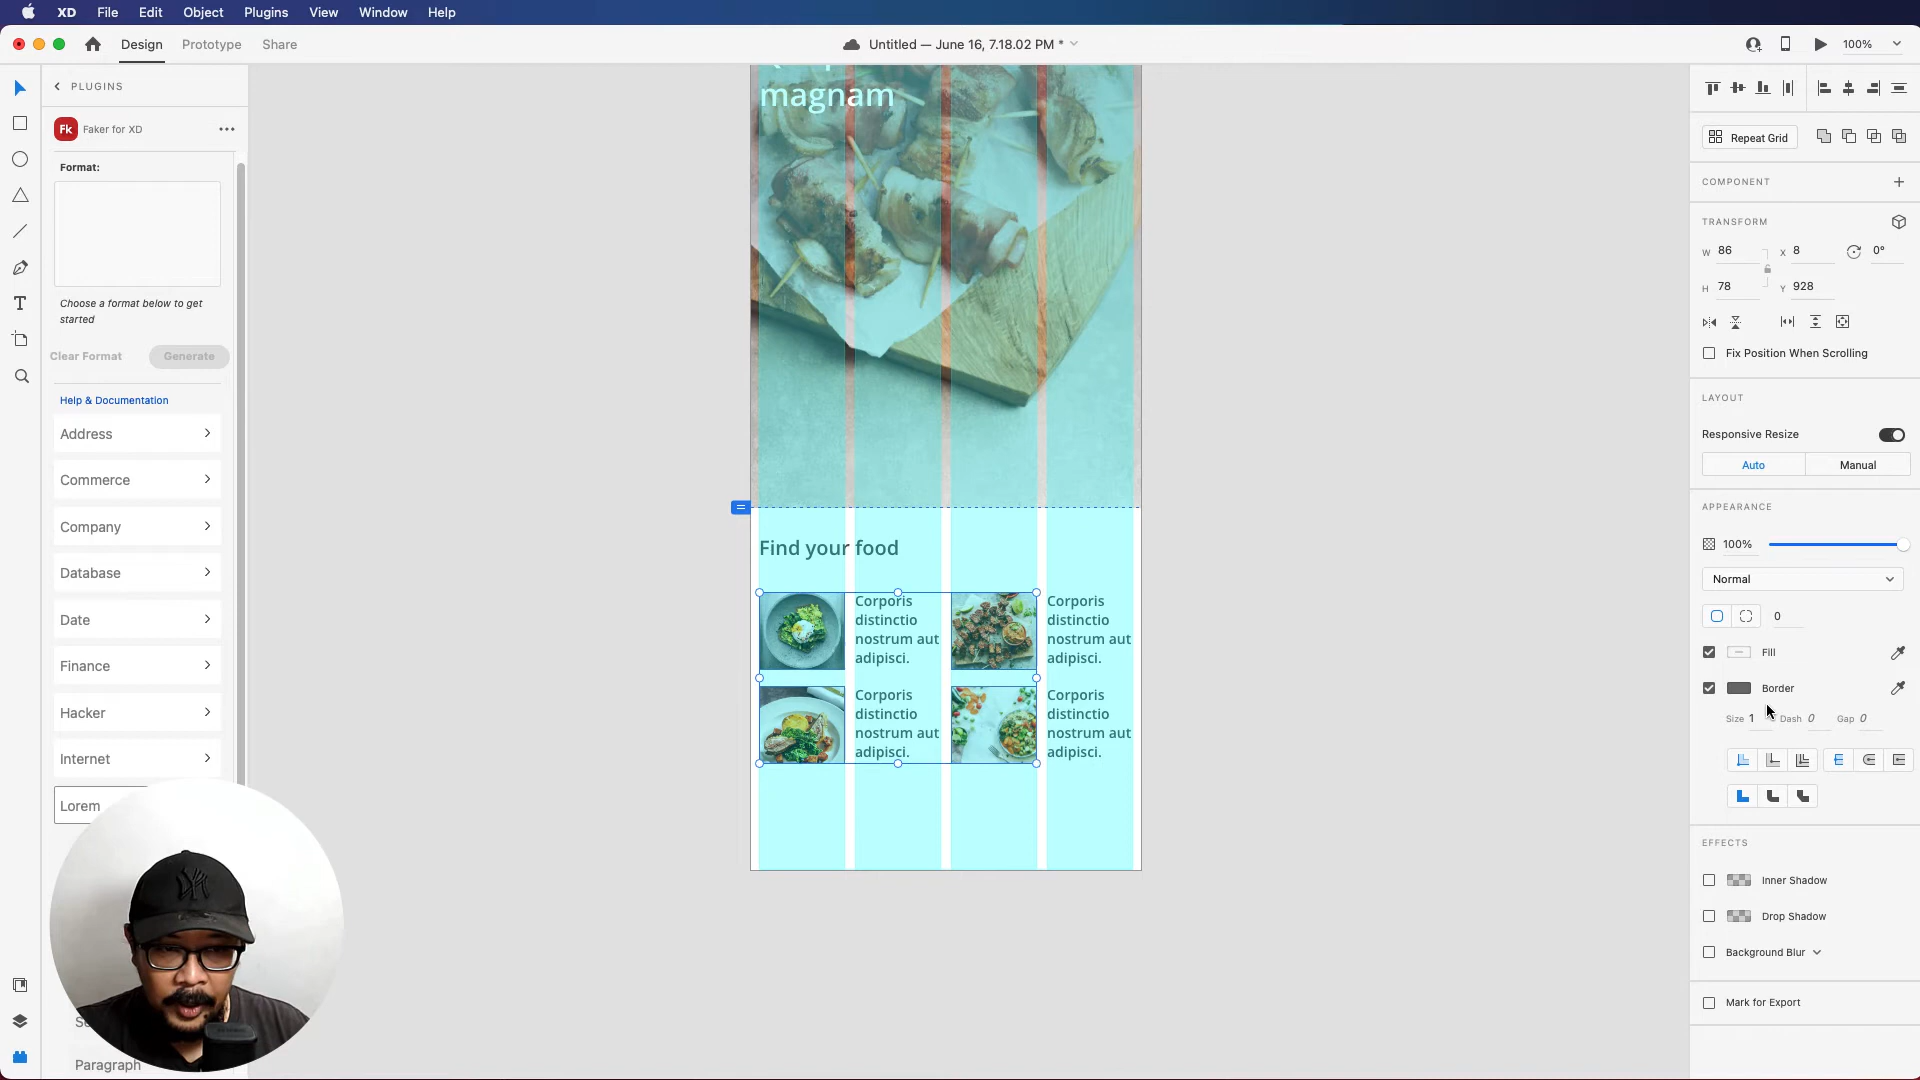 XD File Edit Object Plugins View Window Help
Design Prototype Share
Untitled — June 16, 7.18.02 PM *
100%
PLUGINS
Fk Faker for XD
Format:
Choose a format below to get
started
Clear Format Generate
Help & Documentation
Address
Commerce
Company
Database
Date
Finance
Hacker
Internet
Lorem
Paragraph
magnam
Find your food
Corporis
distinctio
nostrum aut
adipisci.
Corporis
distinctio
nostrum aut
adipisci.
Corporis
distinctio
nostrum aut
adipisci.
Corporis
distinctio
nostrum aut
adipisci.
Repeat Grid
COMPONENT
TRANSFORM
W 86 X 8 0°
H 78 Y 928
Fix Position When Scrolling
LAYOUT
Responsive Resize
Auto Manual
APPEARANCE
100%
Normal
0
Fill
Border
Size 1 Dash 0 Gap 0
EFFECTS
Inner Shadow
Drop Shadow
Background Blur
Mark for Export